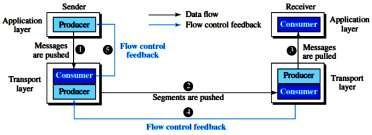 Sender
Receiver
Application
layer
Producer
Data flow
Flow control feedback
Consumer
Application
layer
Messages
are pushed
1
5
Flow control
feedback
3
Messages
are pulled
Transport
layer
Consumer
Producer
2
Segments are pushed
Producer
Consumer
Transport
layer
4
Flow control feedback